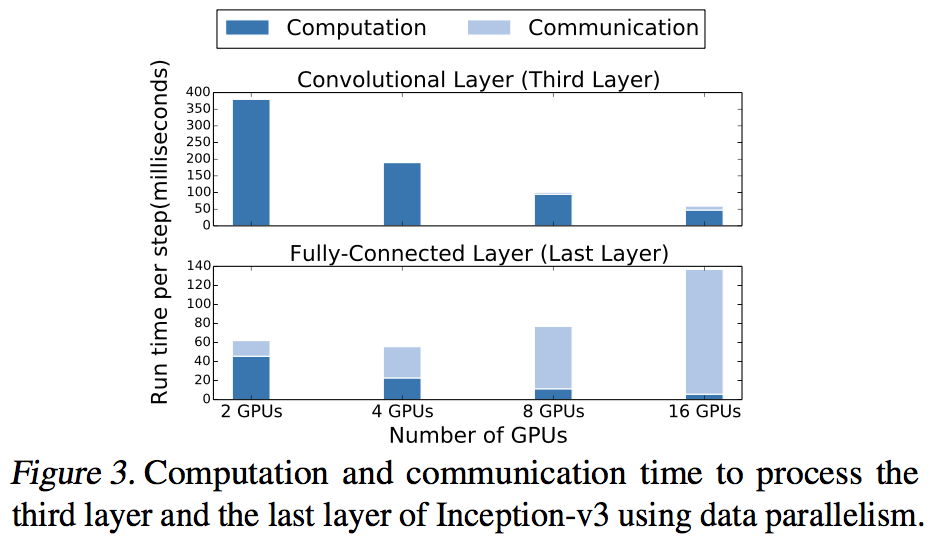 Computation Communication
Convolutional Layer (Third Layer)
400
350
300
250
200
150
100
50
0
Run time per step(milliseconds)
Fully-Connected Layer (Last Layer)
140
120
100
80
60
40
20
0
2 GPUs 4 GPUs 8 GPUs 16 GPUs
Number of GPUs
Figure 3. Computation and communication time to process the
third layer and the last layer of Inception-v3 using data parallelism.